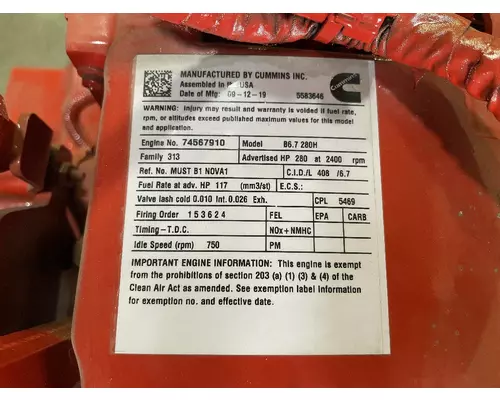 MANUFACTURED BY CUMMINS INC.
Assembled in USA
Date of Mfg: 09-12-19 5583646
CUMMINS
WARNING: Injury may result and warranty is voided if fuel rate,
rpm, or altitudes exceed published maximum values for this model
and application.
Engine No. 74567910 Model B6.7 280H
Family 313 Advertised HP 280 at 2400 rpm
Ref. No. MUST B1 NOVA1 C.I.D./L 408 /6.7
Fuel Rate at adv. HP 117 (mm3/st) E.C.S.:
Valve lash cold 0.010 Int. 0.026 Exh. CPL 5469
Firing Order 1 5 3 6 2 4 FEL EPA CARB
Timing-T.D.C. NOx+NMHC
Idle Speed (rpm) 750 PM
IMPORTANT ENGINE INFORMATION: This engine is exempt
from the prohibitions of section 203 (a) (1) (3) & (4) of the
Clean Air Act as amended. See exemption label information
for exemption no. and effective date.